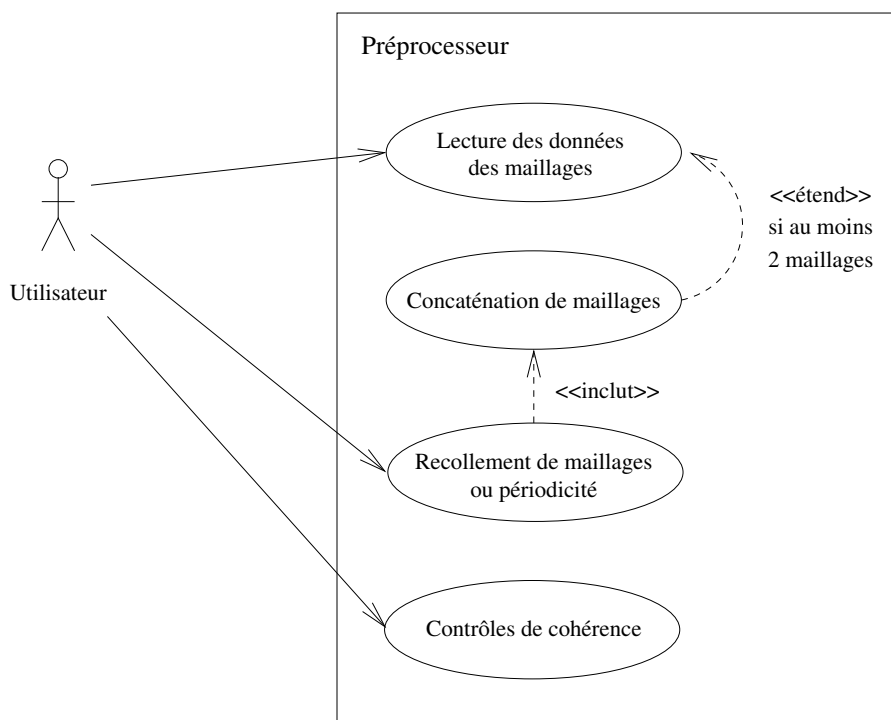 Préprocesseur
Lecture des données
des maillages
<<étend>>
si au moins
2 maillages
Utilisateur
Concaténation de maillages
<<inclut>>
Recollement de maillages
ou périodicité
Contrôles de cohérence